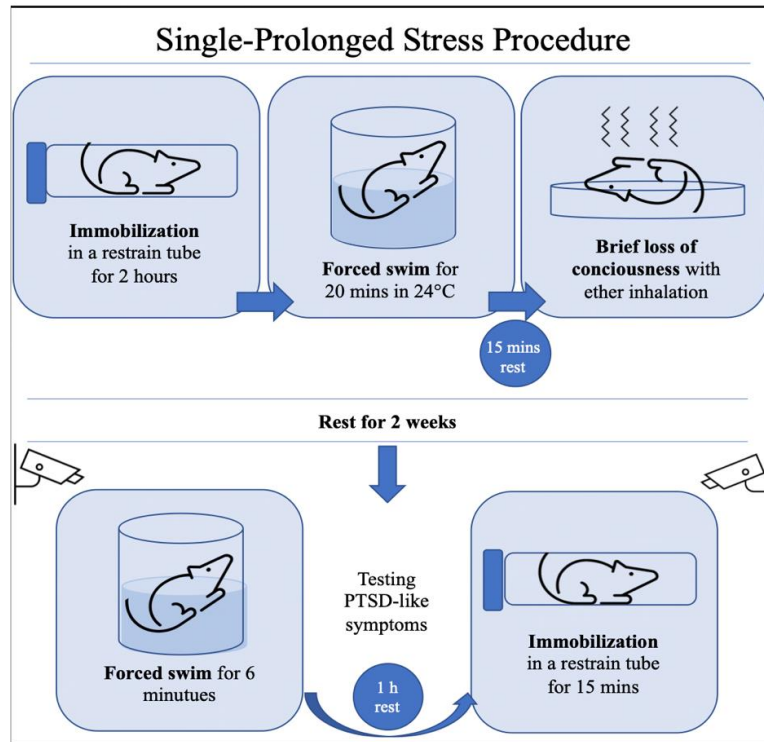 Single-Prolonged Stress Procedure
Immobilization
in a restrain tube
for 2 hours
Forced swim for
20 mins in 24°C
Brief loss of
conciousness with
ether inhalation
15 mins
rest
Rest for 2 weeks
Forced swim for 6
minutues
Testing
PTSD-like
symptoms
1 h
rest
Immobilization
in a restrain tube
for 15 mins